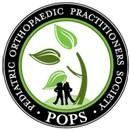 PEDIATRIC ORTHOPAEDIC PRACTITIONERS SOCIETY
• POPS •